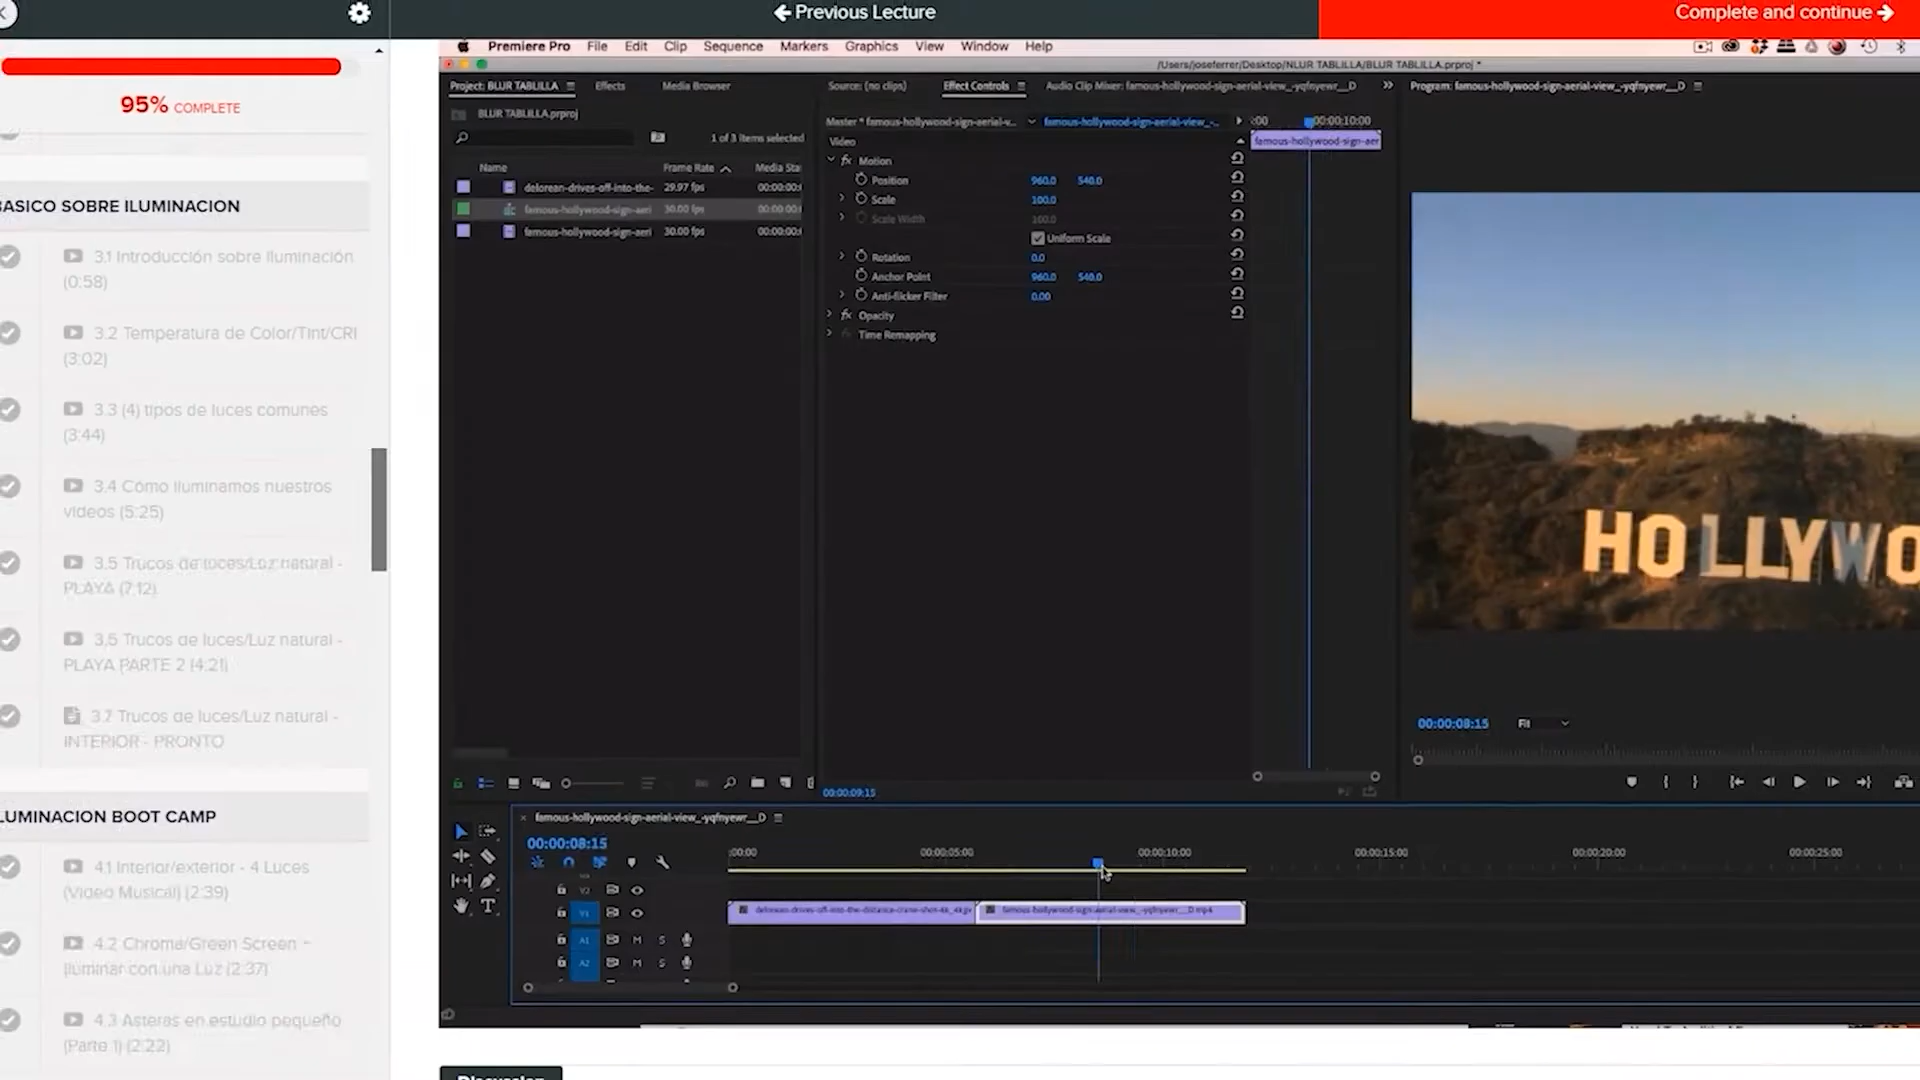 Previous Lecture
Complete and continue
95% COMPLETE
BASICO SOBRE ILUMINACION
3.1 Introducción sobre Iluminación
(0:58)
3.2 Temperatura de Color/Tint/CRI
(3:02)
3.3 (4) tipos de luces comunes
(3:44)
3.4 Cómo Iluminamos nuestros
videos (5:25)
3.5 Trucos de luces/Luz natural -
PLAYA (7:12)
3.5 Trucos de luces/Luz natural -
PLAYA PARTE 2 (4:21)
3.7 Trucos de luces/Luz natural -
INTERIOR - PRONTO
LUMINACION BOOT CAMP
4.1 Interior/exterior - 4 Luces
(Video Musical) (2:39)
4.2 Chroma/Green Screen -
Iluminar con una Luz (2:37)
4.3 Asteras en estudio pequeño
(Parte 1) (2:22)
Premiere Pro File Edit Clip Sequence Markers Graphics View Window Help
/Users/joseferrer/Desktop/NLUR TABLILLA/BLUR TABLILLA.prproj *
Project: BLUR TABLILLA Effects Media Browser
BLUR TABLILLA.prproj
1 of 3 items selected
Name Frame Rate Media Sta
delorean-drives-off-into-the- 29.97 fps 00:00:00:
famous-hollywood-sign-aeri 30.00 fps 00:00:00:
famous-hollywood-sign-aeri 30.00 fps 00:00:00:
Source: (no clips) Effect Controls Audio Clip Mixer: famous-hollywood-sign-aerial-view_-yqfnyewr__D
Master * famous-hollywood-sign-aerial-v... famous-hollywood-sign-aerial-view_-...
:00 00:00:10:00
famous-hollywood-sign-aer
Video
fx Motion
Position 960.0 540.0
Scale 100.0
Scale Width 100.0
Uniform Scale
Rotation 0.0
Anchor Point 960.0 540.0
Anti-flicker Filter 0.00
fx Opacity
Time Remapping
00:00:09:15
Program: famous-hollywood-sign-aerial-view_-yqfnyewr__D
HOLLYWO
00:00:08:15 Fit
famous-hollywood-sign-aerial-view_-yqfnyewr__D
00:00:08:15
:00:00 00:00:05:00 00:00:10:00 00:00:15:00 00:00:20:00 00:00:25:00
V2
V1
delorean-drives-off-into-the-distance-crane-shot-4k famous-hollywood-sign-aerial-view_-yqfnyewr__D.mp4
A1 M S
A2 M S
Discussion